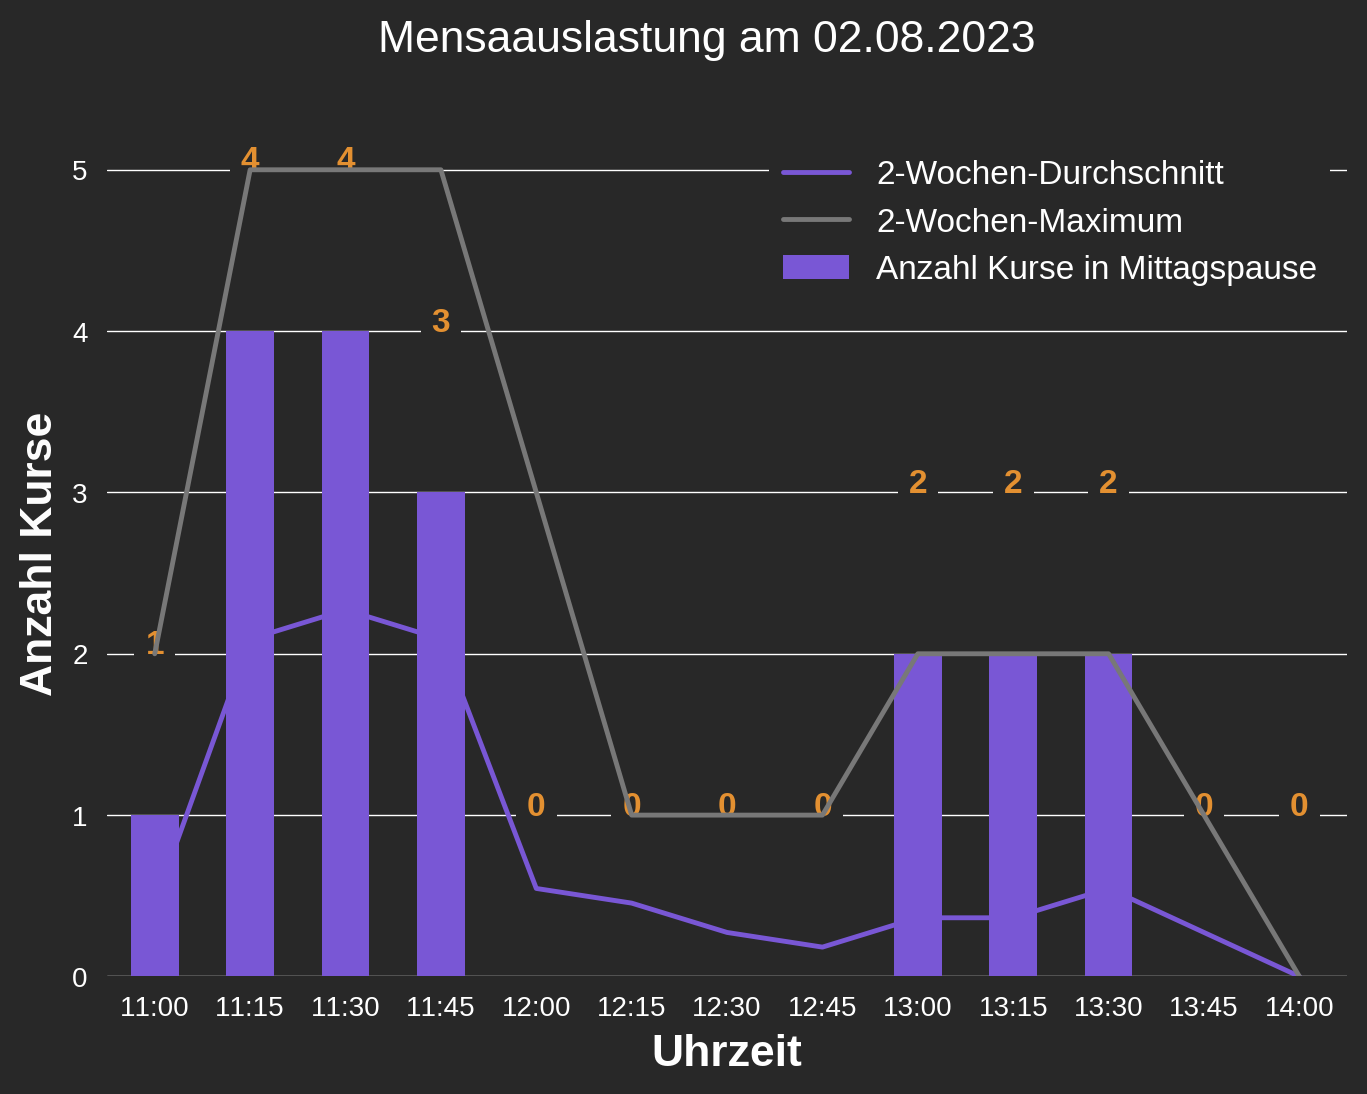 Mensaauslastung am 02.08.2023
2-Wochen-Durchschnitt
2-Wochen-Maximum
Anzahl Kurse in Mittagspause
Anzahl Kurse
5
4
3
2
1
0
1
4
4
3
0
0
0
0
2
2
2
0
0
11:00 11:15 11:30 11:45 12:00 12:15 12:30 12:45 13:00 13:15 13:30 13:45 14:00
Uhrzeit